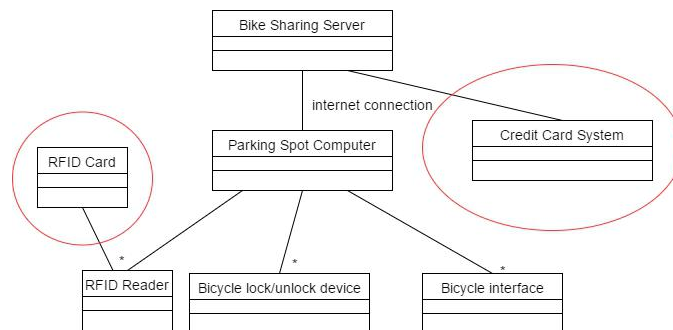 Bike Sharing Server
internet connection
Credit Card System
Parking Spot Computer
RFID Card
*
*
*
RFID Reader
Bicycle lock/unlock device
Bicycle interface